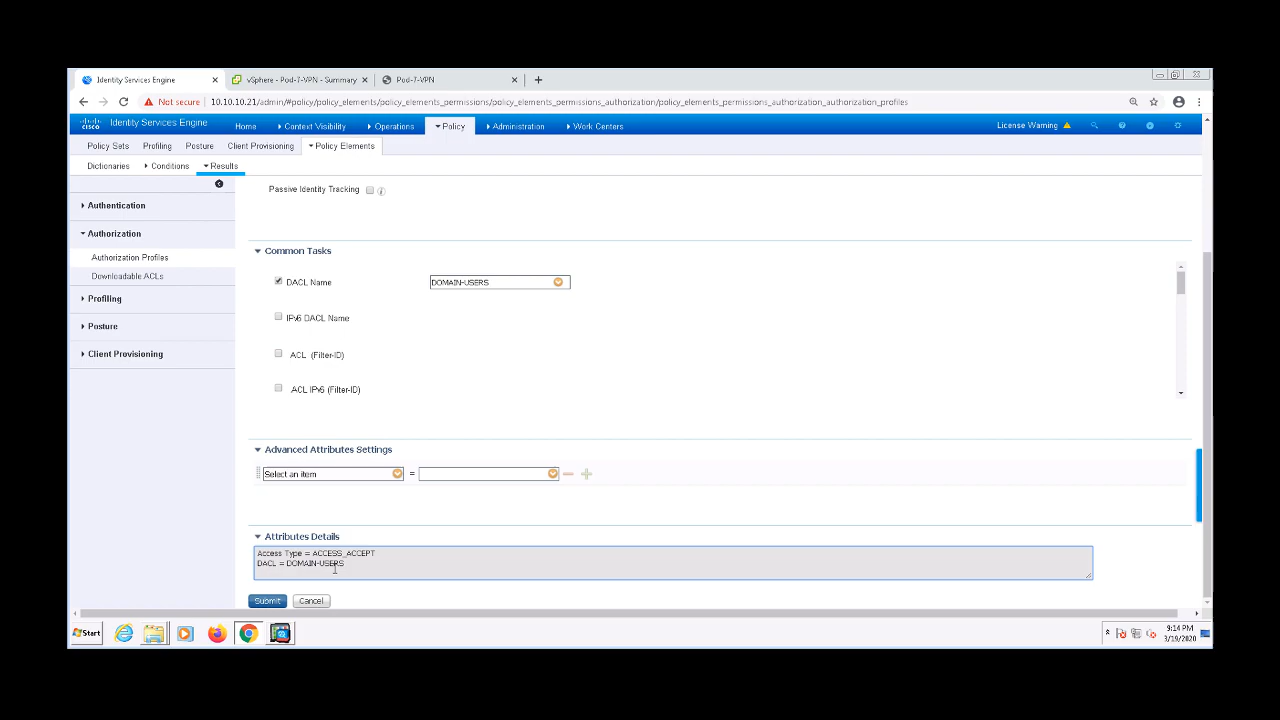 Identity Services Engine
vSphere - Pod-7-VPN - Summary
Pod-7-VPN
Not secure
10.10.10.21/admin/#policy/policy_elements/policy_elements_permissions/policy_elements_permissions_authorization/policy_elements_permissions_authorization_authorization_profiles
cisco
Identity Services Engine
Home
Context Visibility
Operations
Policy
Administration
Work Centers
License Warning
Policy Sets
Profiling
Posture
Client Provisioning
Policy Elements
Dictionaries
Conditions
Results
Authentication
Authorization
Authorization Profiles
Downloadable ACLs
Profiling
Posture
Client Provisioning
Passive Identity Tracking
Common Tasks
DACL Name
DOMAIN-USERS
IPv6 DACL Name
ACL (Filter-ID)
ACL IPv6 (Filter-ID)
Advanced Attributes Settings
Select an item
=
Attributes Details
Access Type = ACCESS_ACCEPT
DACL = DOMAIN-USERS
Submit
Cancel
Start
9:14 PM
3/19/2020